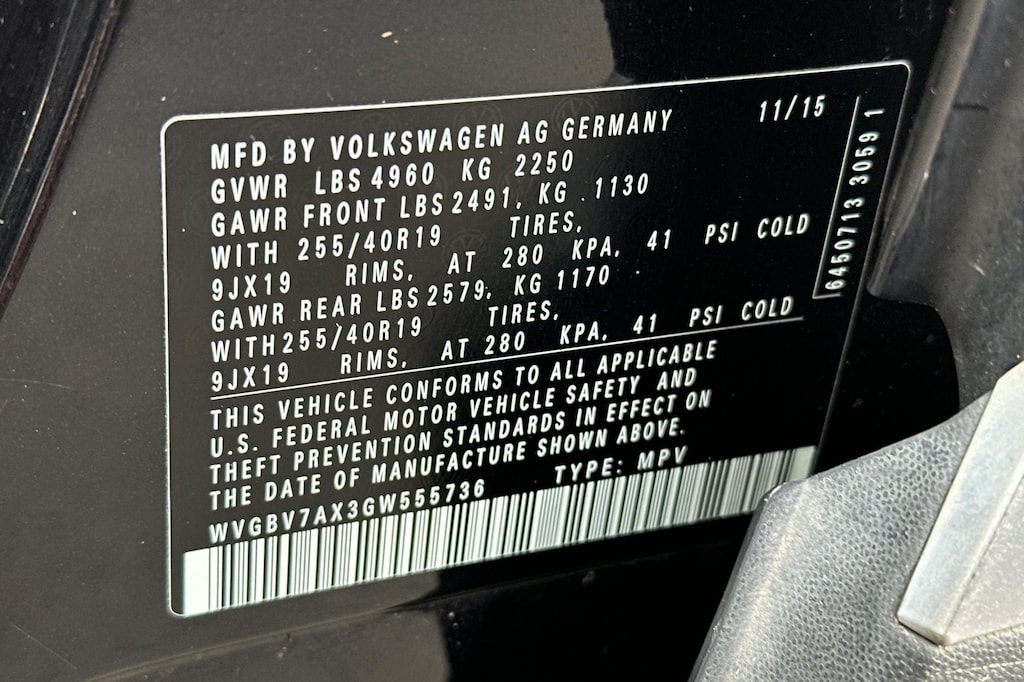 MFD BY VOLKSWAGEN AG GERMANY 11/15
GVWR LBS 4960 KG 2250
GAWR FRONT LBS 2491, KG .1130
WITH 255/40R19 TIRES,
9JX19 RIMS, AT 280 KPA, 41 PSI COLD
GAWR REAR LBS 2579, KG 1170
WITH 255/40R19 TIRES,
9JX19 RIMS, AT 280 KPA, 41 PSI COLD
THIS VEHICLE CONFORMS TO ALL APPLICABLE
U.S. FEDERAL MOTOR VEHICLE SAFETY AND
THEFT PREVENTION STANDARDS IN EFFECT ON
THE DATE OF MANUFACTURE SHOWN ABOVE.
WVGBV7AX3GW555736 TYPE: MPV
6450713 3059 1